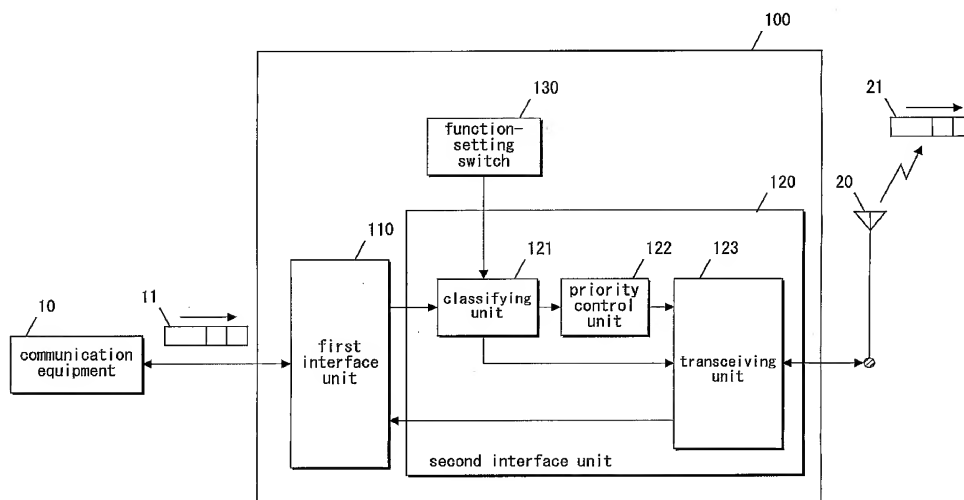 100
130
21
function-
setting
switch
20
120
110
121
122
123
10
11
classifying
unit
priority
control
unit
communication
equipment
first
interface
unit
transceiving
unit
second interface unit